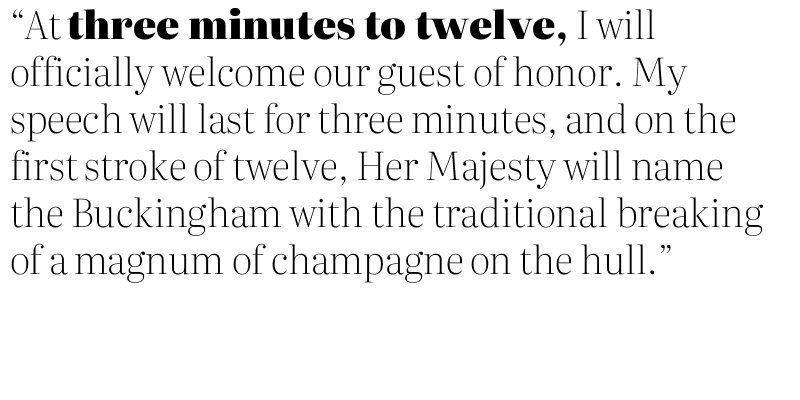 “At three minutes to twelve, I will
officially welcome our guest of honor. My
speech will last for three minutes, and on the
first stroke of twelve, Her Majesty will name
the Buckingham with the traditional breaking
of a magnum of champagne on the hull.”